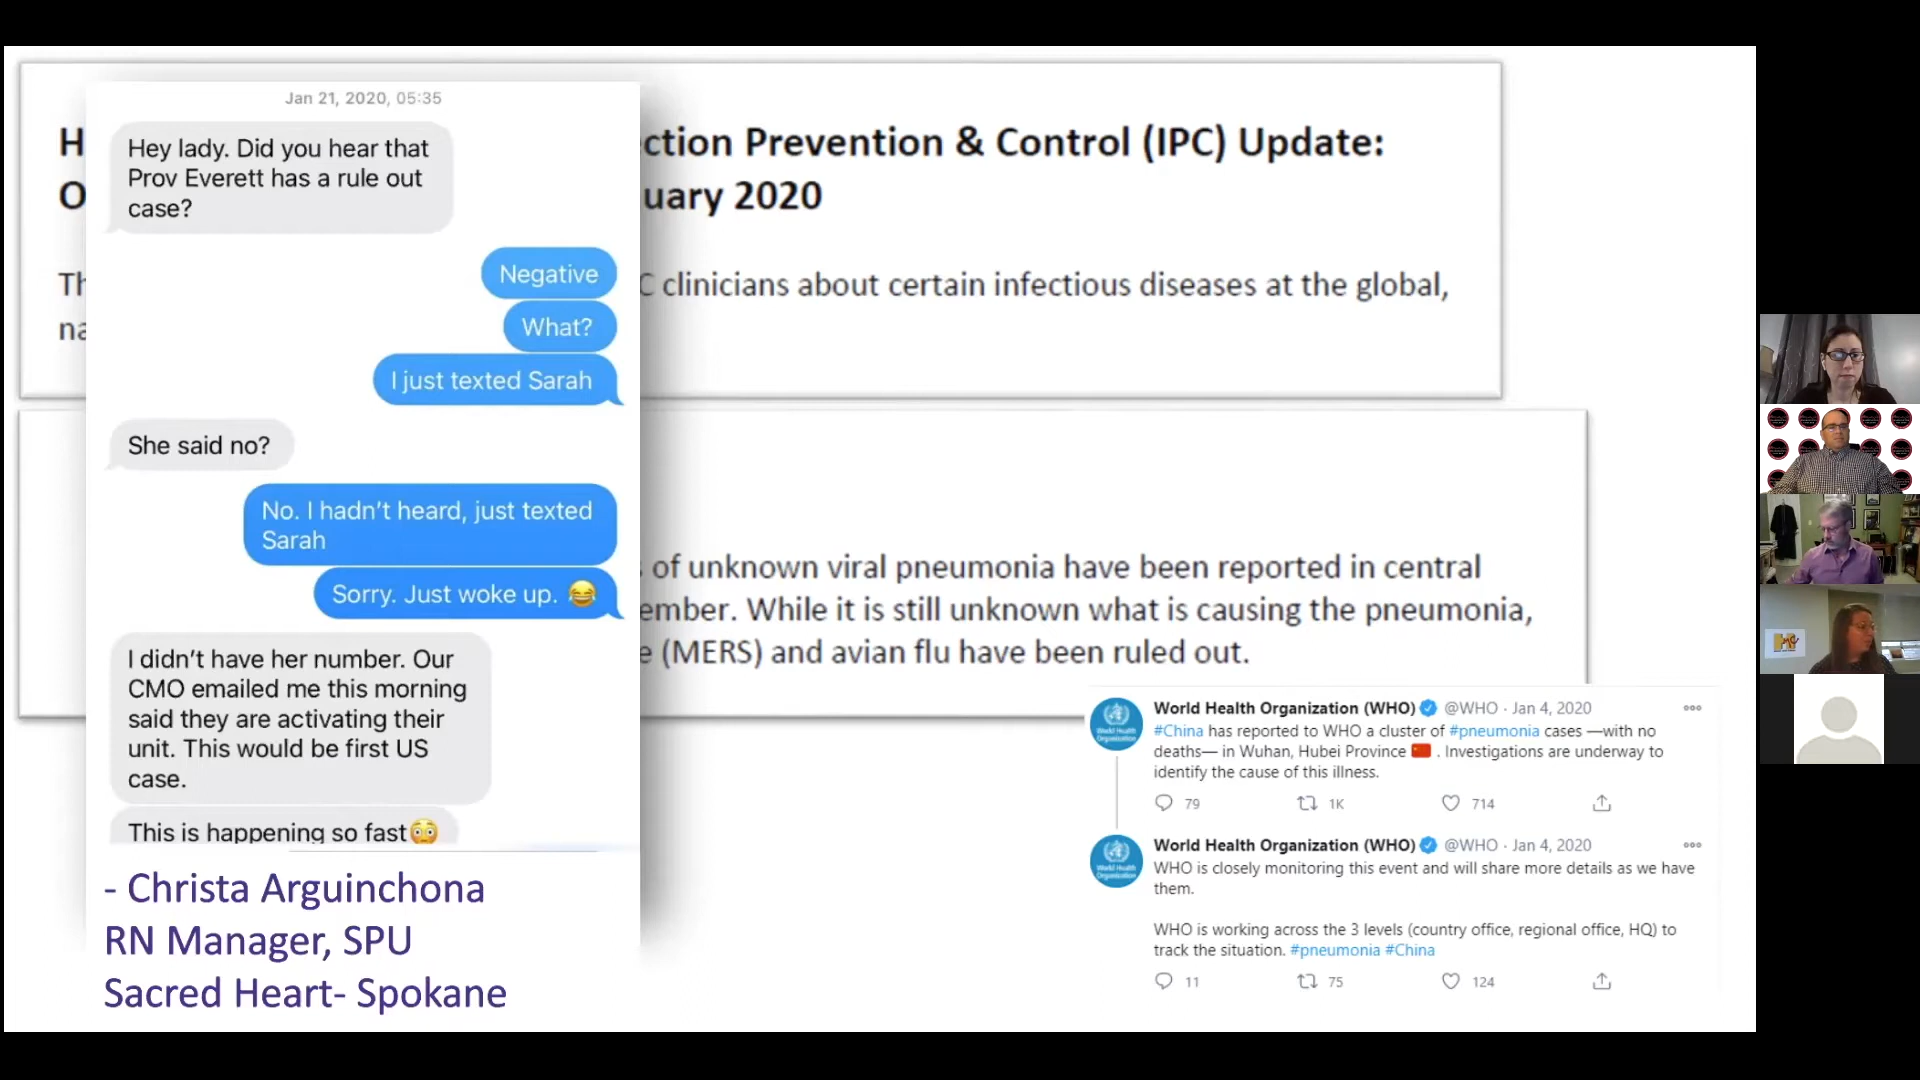 Jan 21, 2020, 05:35
Hey lady. Did you hear that
Prov Everett has a rule out
case?
Negative
What?
I just texted Sarah
She said no?
No. I hadn't heard, just texted
Sarah
Sorry. Just woke up. 😂
I didn't have her number. Our
CMO emailed me this morning
said they are activating their
unit. This would be first US
case.
This is happening so fast😳
- Christa Arguinchona
RN Manager, SPU
Sacred Heart- Spokane
H ction Prevention & Control (IPC) Update:
O uary 2020
Th C clinicians about certain infectious diseases at the global,
na
of unknown viral pneumonia have been reported in central
ember. While it is still unknown what is causing the pneumonia,
e (MERS) and avian flu have been ruled out.
World Health Organization (WHO) @WHO · Jan 4, 2020
#China has reported to WHO a cluster of #pneumonia cases —with no
deaths— in Wuhan, Hubei Province 🇨🇳 . Investigations are underway to
identify the cause of this illness.
79 1K 714
World Health Organization (WHO) @WHO · Jan 4, 2020
WHO is closely monitoring this event and will share more details as we have
them.
WHO is working across the 3 levels (country office, regional office, HQ) to
track the situation. #pneumonia #China
11 75 124